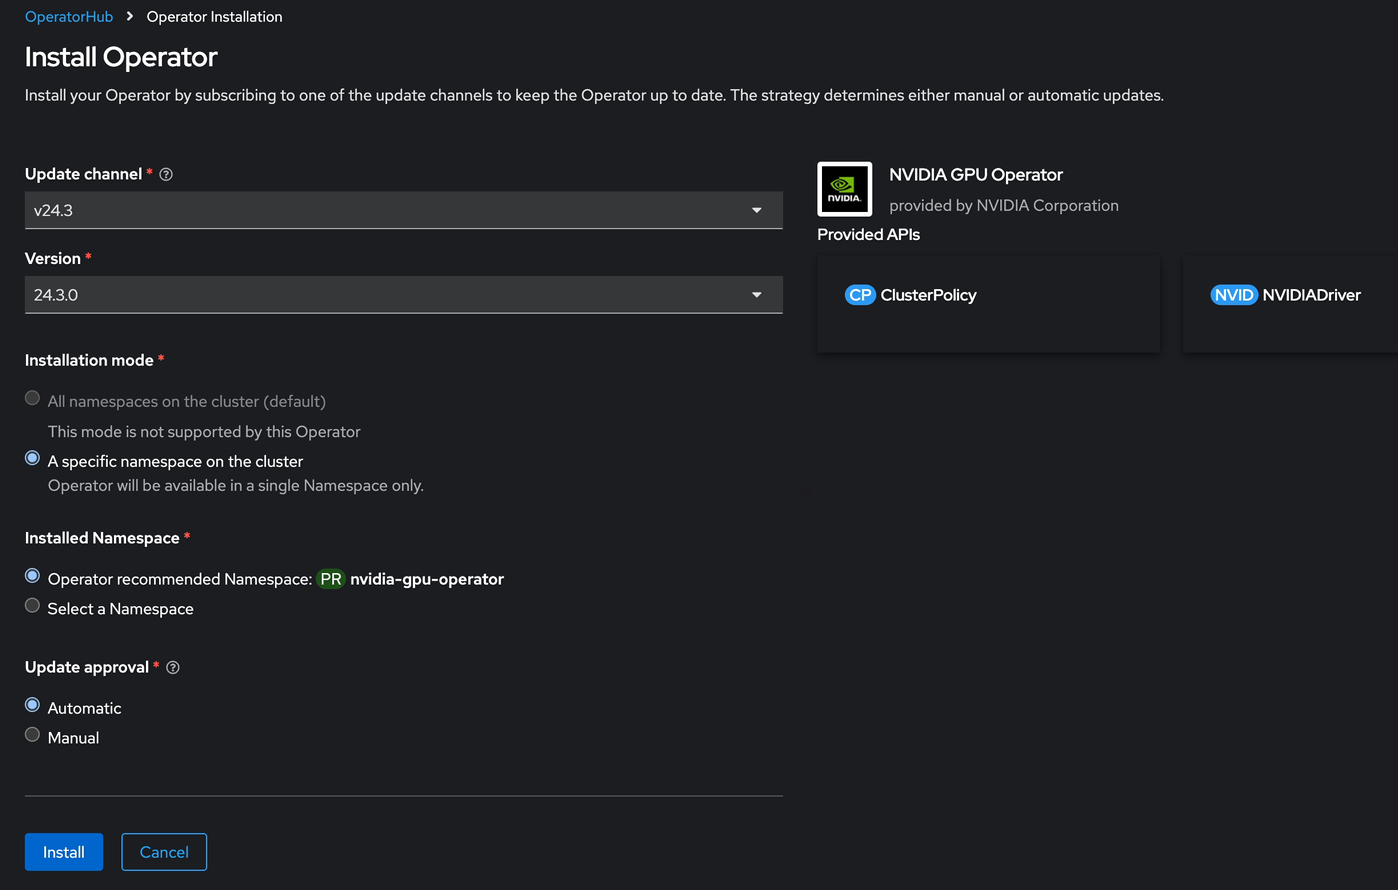 OperatorHub > Operator Installation
Install Operator
Install your Operator by subscribing to one of the update channels to keep the Operator up to date. The strategy determines either manual or automatic updates.
Update channel *
v24.3
Version *
24.3.0
Installation mode *
All namespaces on the cluster (default)
This mode is not supported by this Operator
A specific namespace on the cluster
Operator will be available in a single Namespace only.
Installed Namespace *
Operator recommended Namespace: PR nvidia-gpu-operator
Select a Namespace
Update approval *
Automatic
Manual
Install Cancel
NVIDIA.
NVIDIA GPU Operator
provided by NVIDIA Corporation
Provided APIs
CP ClusterPolicy
NVID NVIDIADriver